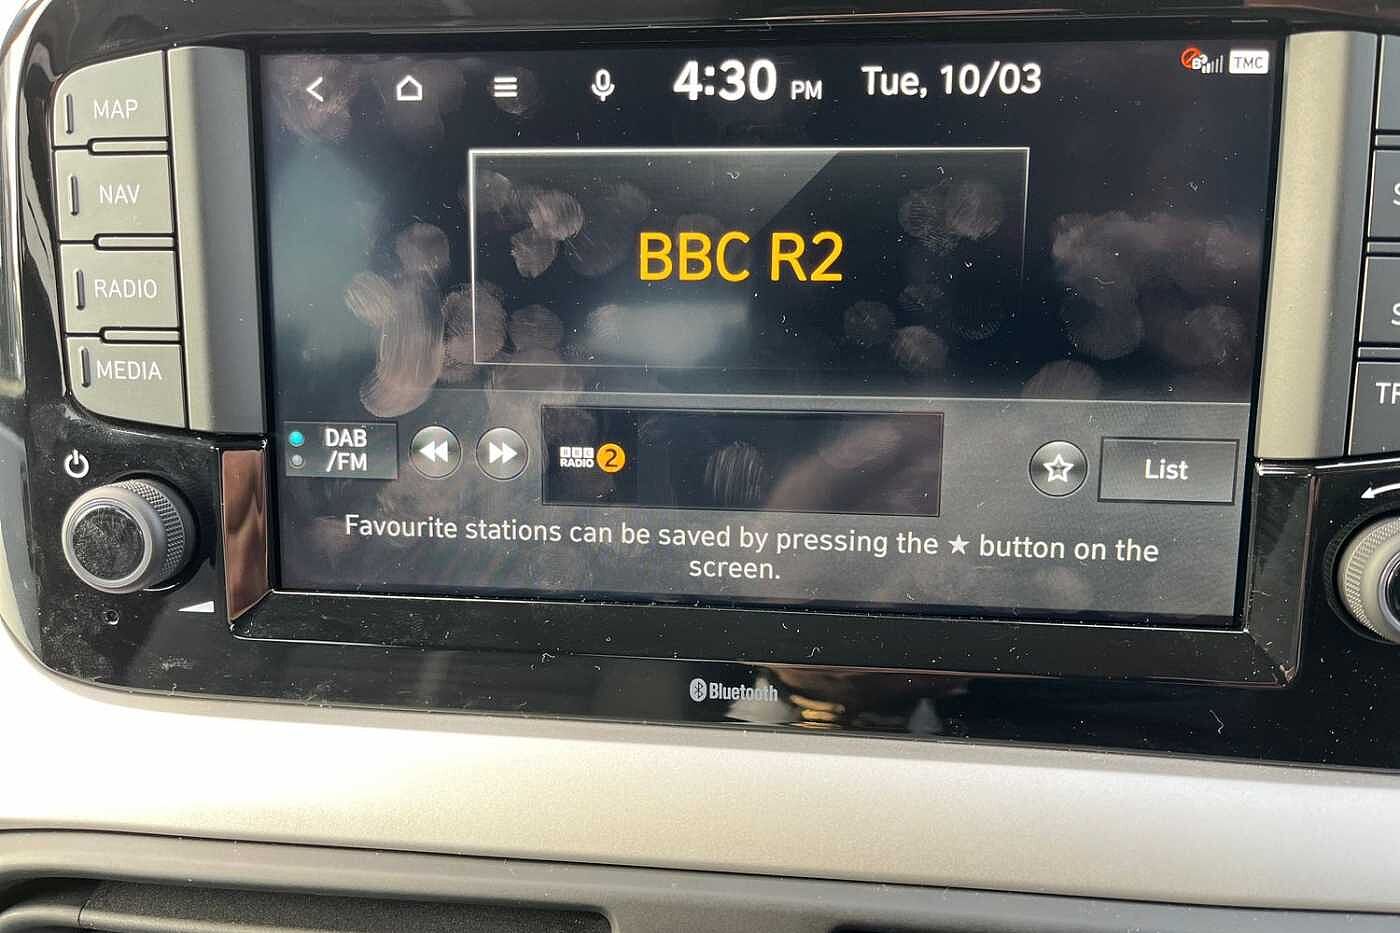 MAP
NAV
RADIO
MEDIA
4:30 PM Tue, 10/03
TMC
BBC R2
DAB
/FM
BBC
RADIO 2
List
Favourite stations can be saved by pressing the ★ button on the
screen.
Bluetooth